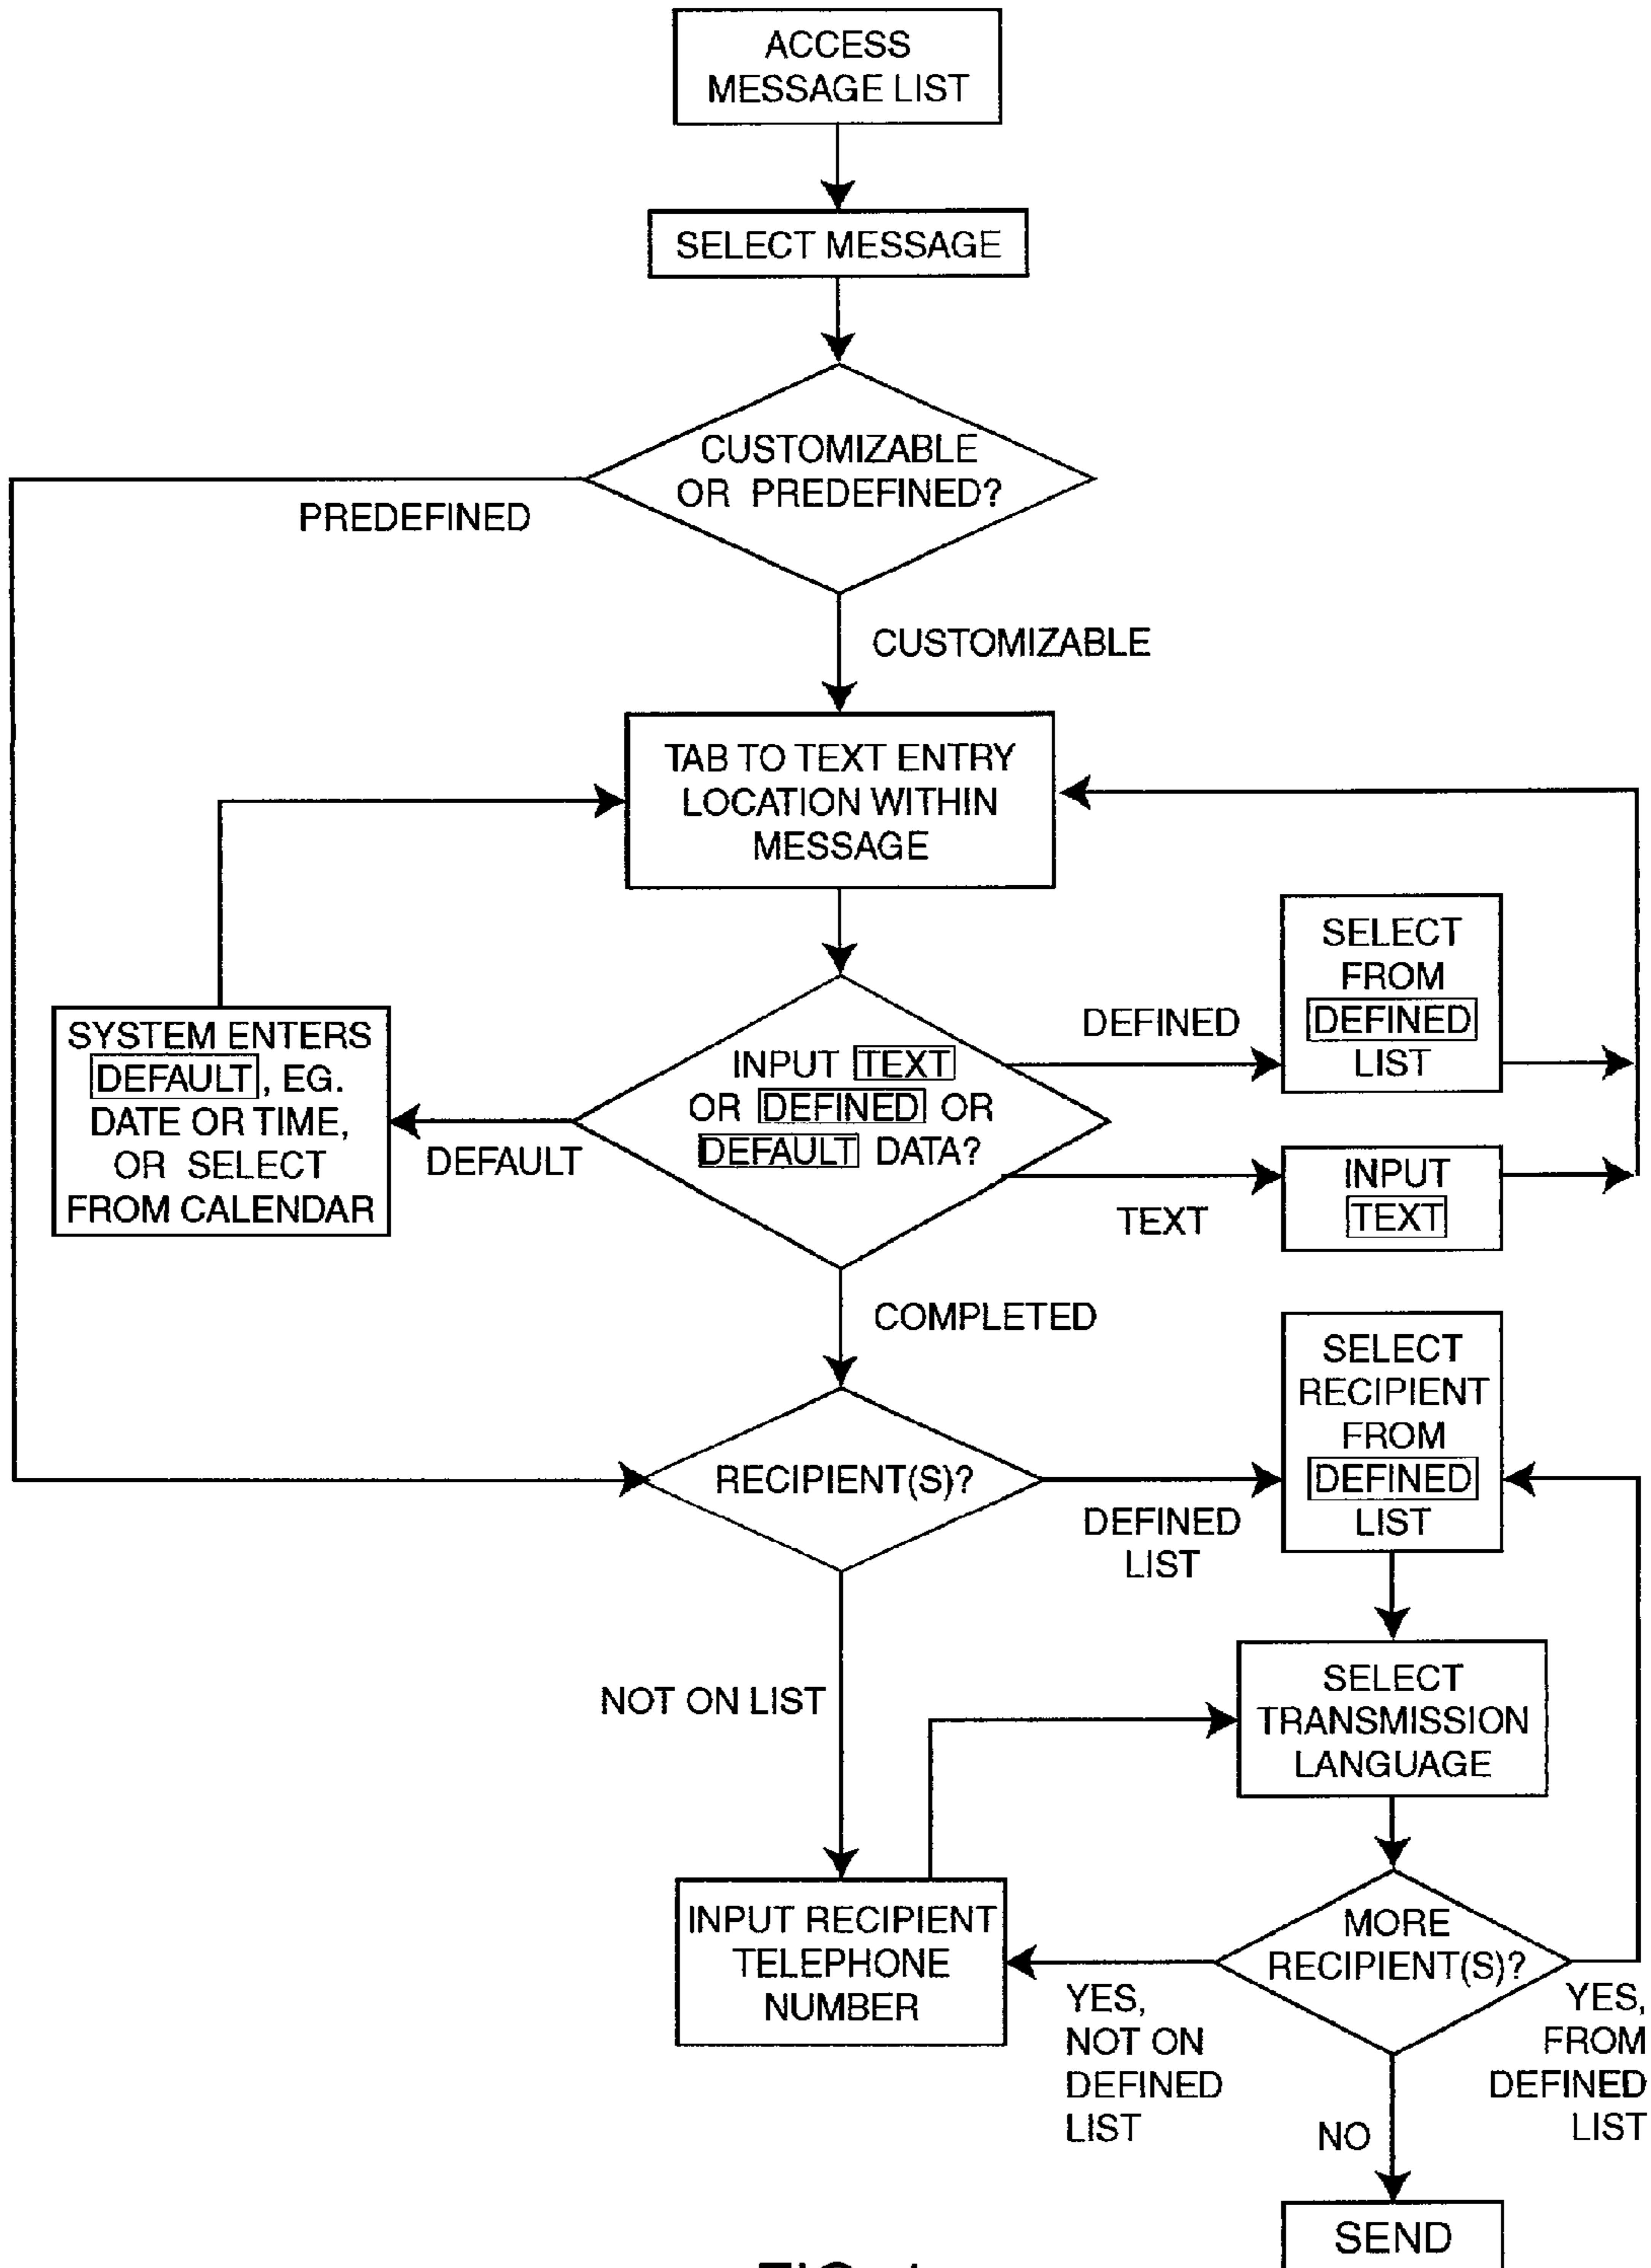 ACCESS
MESSAGE LIST
SELECT MESSAGE
CUSTOMIZABLE
OR PREDEFINED?
PREDEFINED
CUSTOMIZABLE
TAB TO TEXT ENTRY
LOCATION WITHIN
MESSAGE
SYSTEM ENTERS
DEFAULT, EG.
DATE OR TIME,
OR SELECT
FROM CALENDAR
DEFAULT
INPUT TEXT
OR DEFINED OR
DEFAULT DATA?
DEFINED
SELECT
FROM
DEFINED
LIST
TEXT
INPUT
TEXT
COMPLETED
RECIPIENT(S)?
DEFINED
LIST
SELECT
RECIPIENT
FROM
DEFINED
LIST
NOT ON LIST
SELECT
TRANSMISSION
LANGUAGE
INPUT RECIPIENT
TELEPHONE
NUMBER
MORE
RECIPIENT(S)?
YES,
NOT ON
DEFINED
LIST
YES,
FROM
DEFINED
LIST
NO
SEND